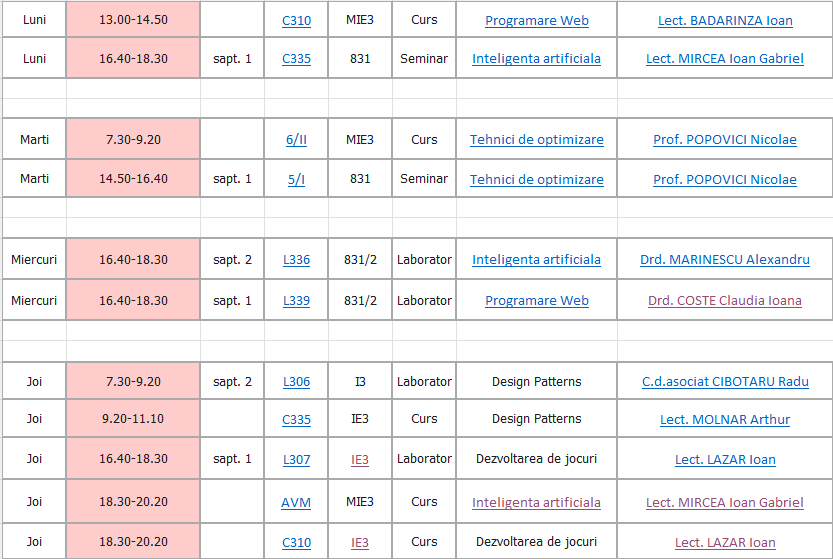 Luni 13.00-14.50 C310 MIE3 Curs Programare Web Lect. BADARINZA Ioan
Luni 16.40-18.30 sapt. 1 C335 831 Seminar Inteligenta artificiala Lect. MIRCEA Ioan Gabriel
Marti 7.30-9.20 6/II MIE3 Curs Tehnici de optimizare Prof. POPOVICI Nicolae
Marti 14.50-16.40 sapt. 1 5/I 831 Seminar Tehnici de optimizare Prof. POPOVICI Nicolae
Miercuri 16.40-18.30 sapt. 2 L336 831/2 Laborator Inteligenta artificiala Drd. MARINESCU Alexandru
Miercuri 16.40-18.30 sapt. 1 L339 831/2 Laborator Programare Web Drd. COSTE Claudia Ioana
Joi 7.30-9.20 sapt. 2 L306 I3 Laborator Design Patterns C.d.asociat CIBOTARU Radu
Joi 9.20-11.10 C335 IE3 Curs Design Patterns Lect. MOLNAR Arthur
Joi 16.40-18.30 sapt. 1 L307 IE3 Laborator Dezvoltarea de jocuri Lect. LAZAR Ioan
Joi 18.30-20.20 AVM MIE3 Curs Inteligenta artificiala Lect. MIRCEA Ioan Gabriel
Joi 18.30-20.20 C310 IE3 Curs Dezvoltarea de jocuri Lect. LAZAR Ioan